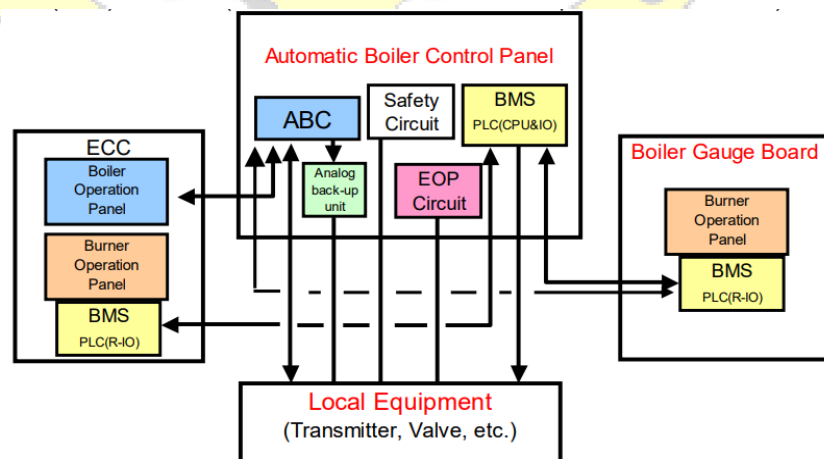 Automatic Boiler Control Panel
ABC
Safety
Circuit
BMS
PLC(CPU&IO)
Analog
back-up
unit
EOP
Circuit
ECC
Boiler
Operation
Panel
Burner
Operation
Panel
BMS
PLC(R-IO)
Boiler Gauge Board
Burner
Operation
Panel
BMS
PLC(R-IO)
Local Equipment
(Transmitter, Valve, etc.)